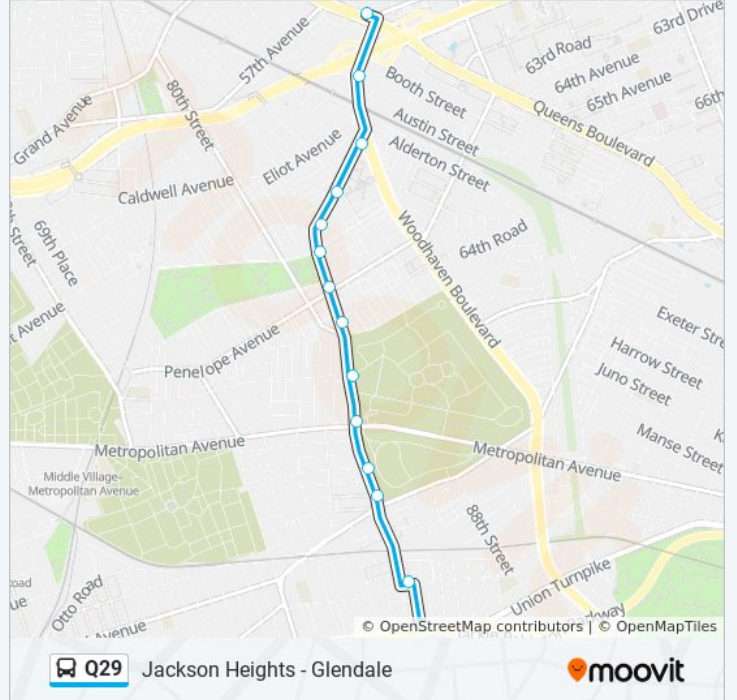 57th Avenue
63rd Drive
63rd Road
64th Avenue
65th Avenue
66th
Booth Street
Queens Boulevard
80th Street
Grand Avenue
Austin Street
Eliot Avenue
Alderton Street
Caldwell Avenue
69th Place
Street
Woodhaven Boulevard
64th Road
t Avenue
Exeter Stre
Penelope Avenue
Harrow Street
Juno Street
Manse Street
K
Metropolitan Avenue
Metropolitan Avenue
Middle Village-
Metropolitan Avenue
88th Street
Union Turnpike
oad
ue
Otto Road
Avenue
Parkway
© OpenStreetMap contributors | © OpenMapTiles
Q29 Jackson Heights - Glendale
moovit